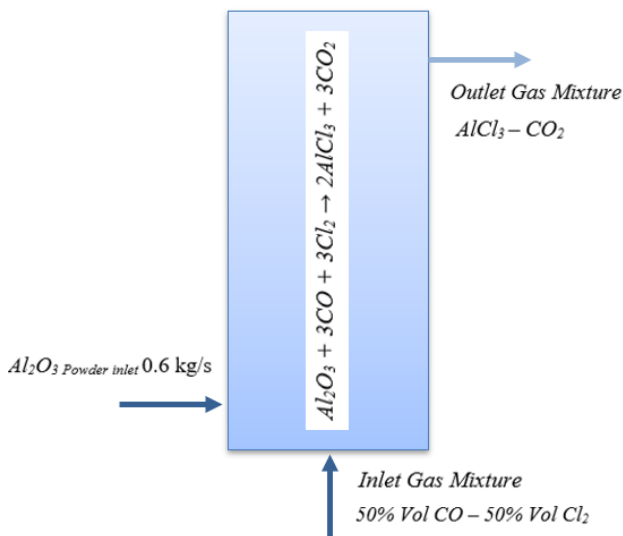 Outlet Gas Mixture
AlCl₃ – CO₂
Al₂O₃ + 3CO + 3Cl₂ → 2AlCl₃ + 3CO₂
Al₂O₃ Powder inlet 0.6 kg/s
Inlet Gas Mixture
50% Vol CO – 50% Vol Cl₂